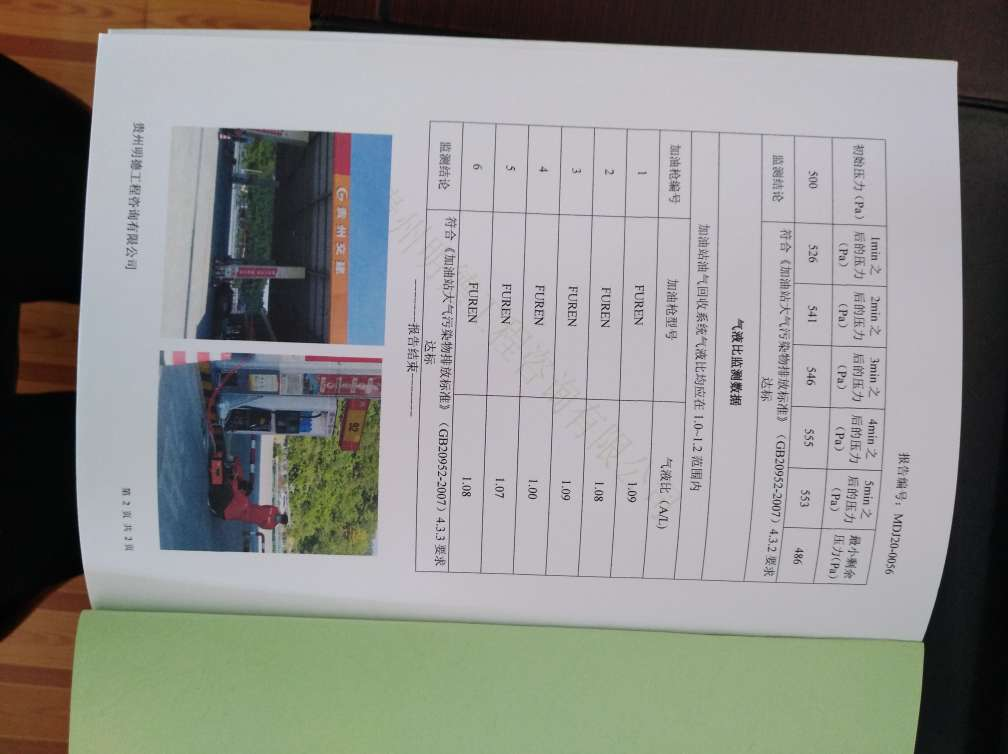 报告编号：MDJ20-0056
初始压力（Pa） 1min 之后的压力（Pa） 2min 之后的压力（Pa） 3min 之后的压力（Pa） 4min 之后的压力（Pa） 5min 之后的压力（Pa） 最小剩余压力(Pa)
500 526 541 546 555 553 486
监测结论 符合《加油站大气污染物排放标准》（GB20952-2007）4.3.2 要求
达标
气液比监测数据
加油站油气回收系统气液比均应在 1.0~1.2 范围内
加油枪编号 加油枪型号 气液比（A/L）
1 FUREN 1.09
2 FUREN 1.08
3 FUREN 1.09
4 FUREN 1.00
5 FUREN 1.07
6 FUREN 1.08
监测结论 符合《加油站大气污染物排放标准》（GB20952-2007）4.3.3 要求
达标
--------报告结束--------
贵州交建
92
贵州明德工程咨询有限公司
第 2 页 共 2 页